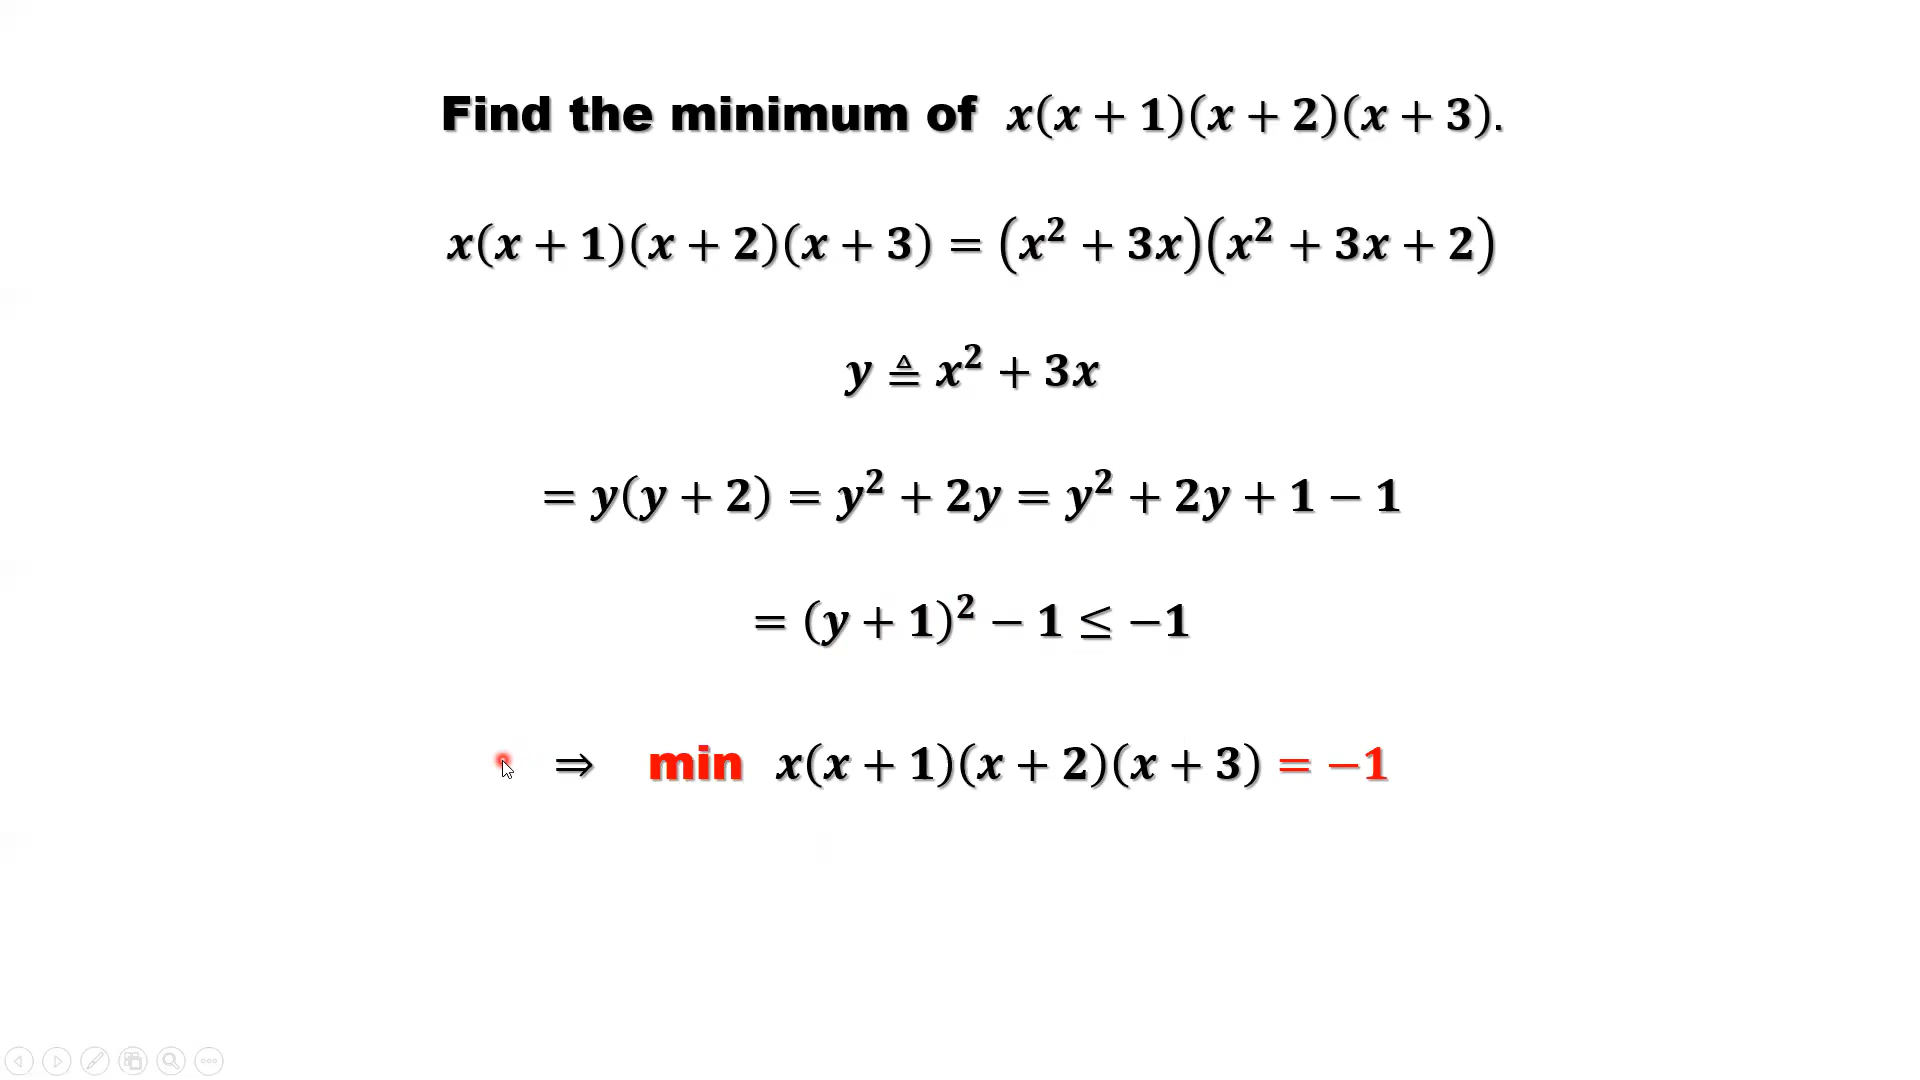 Find the minimum of x(x + 1)(x + 2)(x + 3).
x(x + 1)(x + 2)(x + 3) = (x² + 3x)(x² + 3x + 2)
y ≜ x² + 3x
= y(y + 2) = y² + 2y = y² + 2y + 1 − 1
= (y + 1)² − 1 ≤ −1
⇒ min x(x + 1)(x + 2)(x + 3) = −1